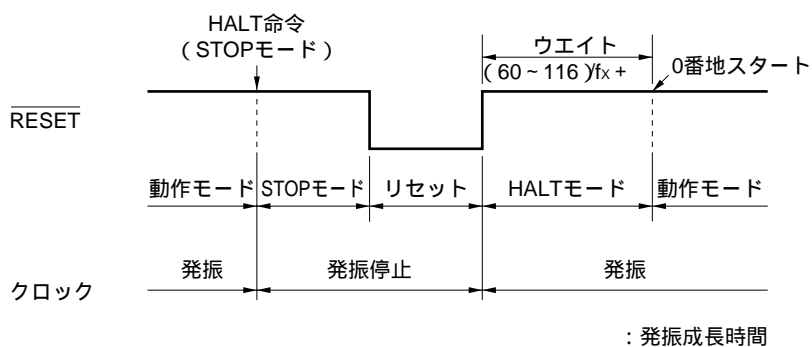 HALT命令
（STOPモード）
ウエイト
(60~116)/fx +
0番地スタート
RESET
動作モード STOPモード リセット HALTモード 動作モード
発振 発振停止 発振
クロック
：発振成長時間